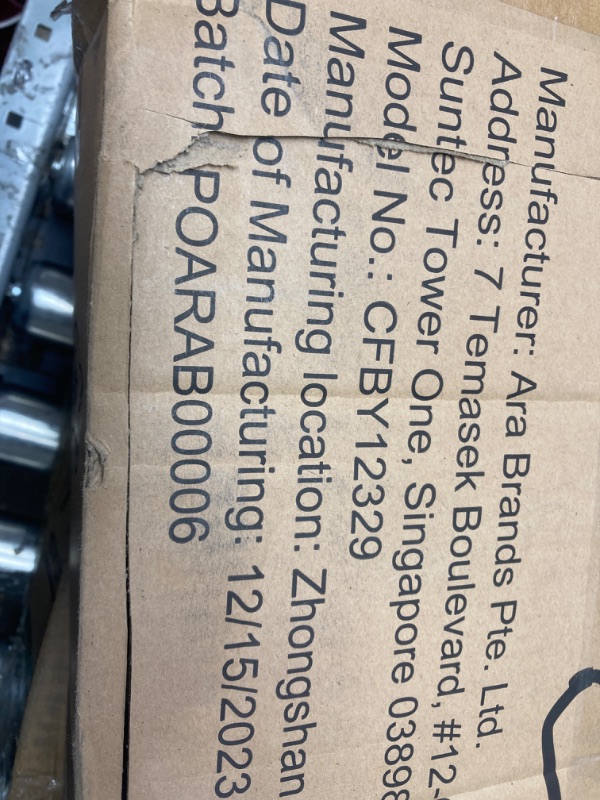 Manufacturer: Ara Brands Pte. Ltd.
Address: 7 Temasek Boulevard, #12-
Suntec Tower One, Singapore 0389
Model No.: CFBY12329
Manufacturing location: Zhongshan
Date of Manufacturing: 12/15/2023
Batch POARAB00006